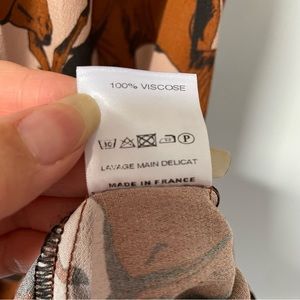 100% VISCOSE
P
LAVAGE MAIN DELICAT
MADE IN FRANCE